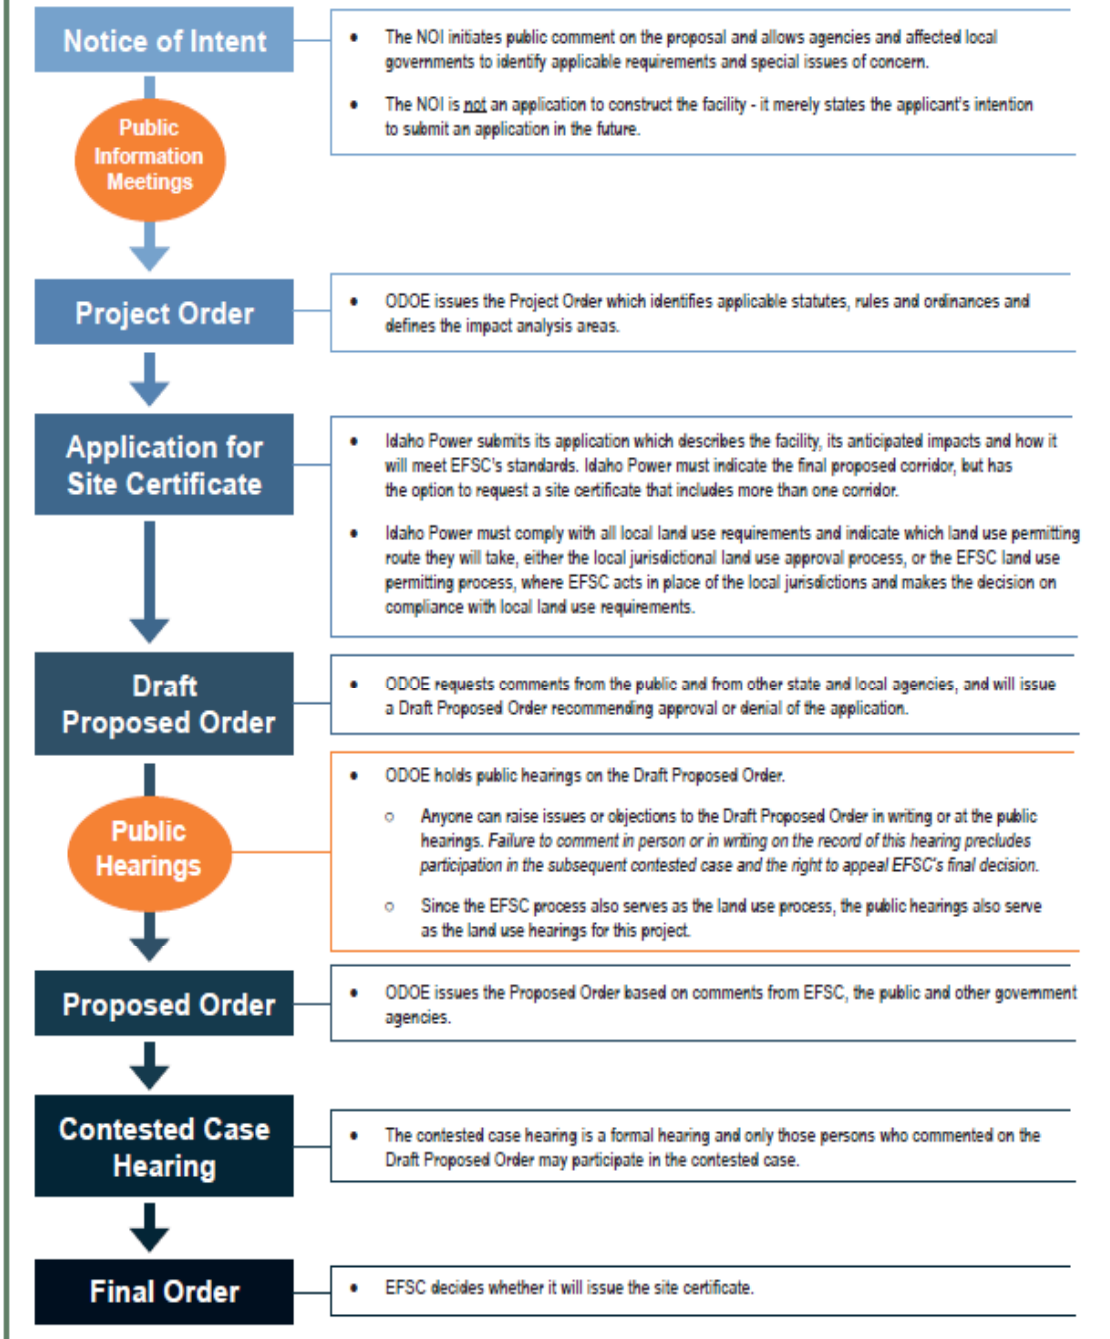 Notice of Intent
• The NOI initiates public comment on the proposal and allows agencies and affected local
governments to identify applicable requirements and special issues of concern.
• The NOI is not an application to construct the facility - it merely states the applicant's intention
to submit an application in the future.
Public
Information
Meetings
Project Order
• ODOE issues the Project Order which identifies applicable statutes, rules and ordinances and
defines the impact analysis areas.
Application for
Site Certificate
• Idaho Power submits its application which describes the facility, its anticipated impacts and how it
will meet EFSC's standards. Idaho Power must indicate the final proposed corridor, but has
the option to request a site certificate that includes more than one corridor.
• Idaho Power must comply with all local land use requirements and indicate which land use permitting
route they will take, either the local jurisdictional land use approval process, or the EFSC land use
permitting process, where EFSC acts in place of the local jurisdictions and makes the decision on
compliance with local land use requirements.
Draft
Proposed Order
• ODOE requests comments from the public and from other state and local agencies, and will issue
a Draft Proposed Order recommending approval or denial of the application.
Public
Hearings
• ODOE holds public hearings on the Draft Proposed Order.
○ Anyone can raise issues or objections to the Draft Proposed Order in writing or at the public
hearings. Failure to comment in person or in writing on the record of this hearing precludes
participation in the subsequent contested case and the right to appeal EFSC's final decision.
○ Since the EFSC process also serves as the land use process, the public hearings also serve
as the land use hearings for this project.
Proposed Order
• ODOE issues the Proposed Order based on comments from EFSC, the public and other government
agencies.
Contested Case
Hearing
• The contested case hearing is a formal hearing and only those persons who commented on the
Draft Proposed Order may participate in the contested case.
Final Order
• EFSC decides whether it will issue the site certificate.